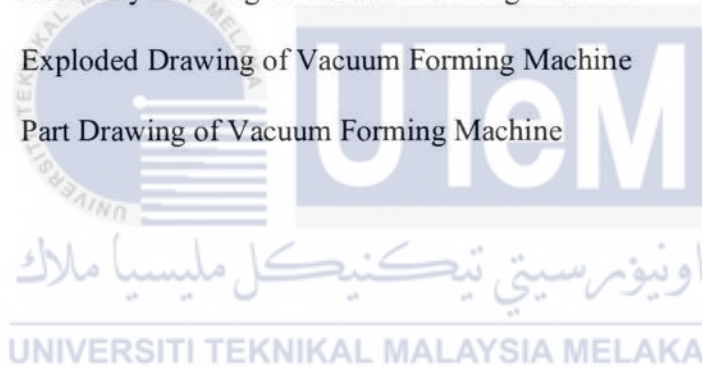 Exploded Drawing of Vacuum Forming Machine
Part Drawing of Vacuum Forming Machine
UTeM
اونيۏرسيتي تيكنيكل مليسيا ملاك
UNIVERSITI TEKNIKAL MALAYSIA MELAKA